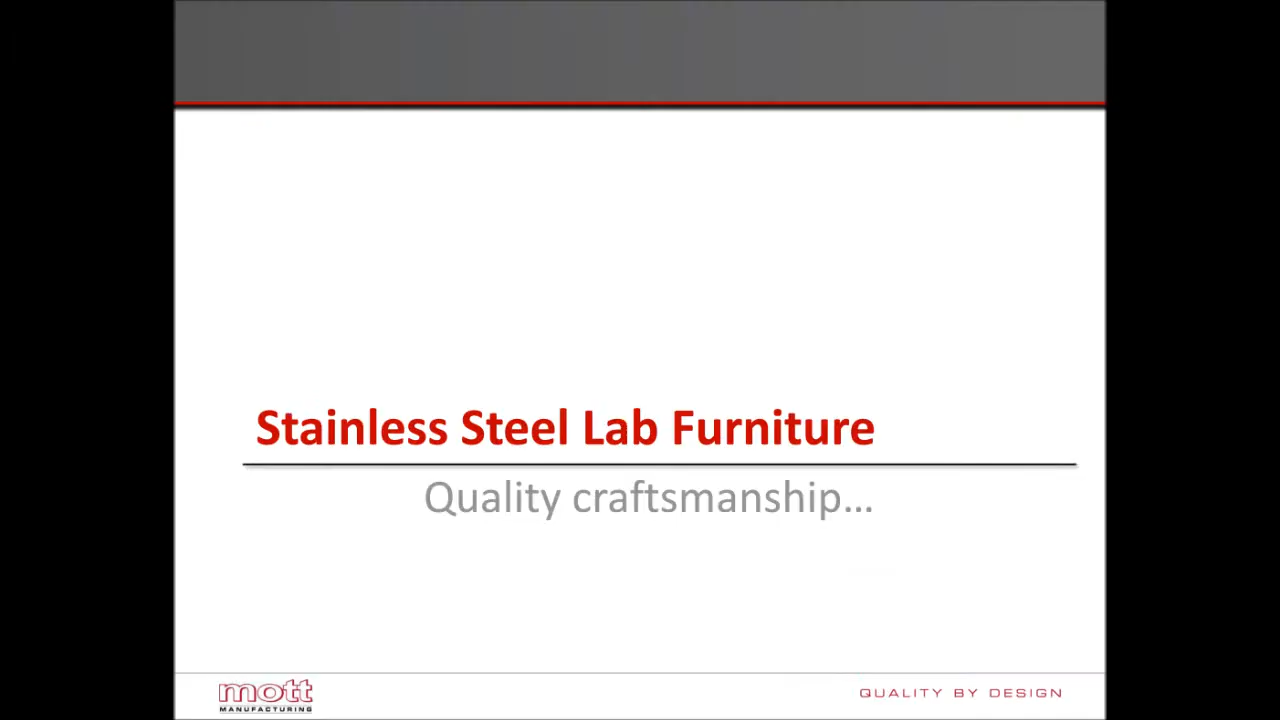 Stainless Steel Lab Furniture
Quality craftsmanship...
mott
MANUFACTURING
QUALITY BY DESIGN